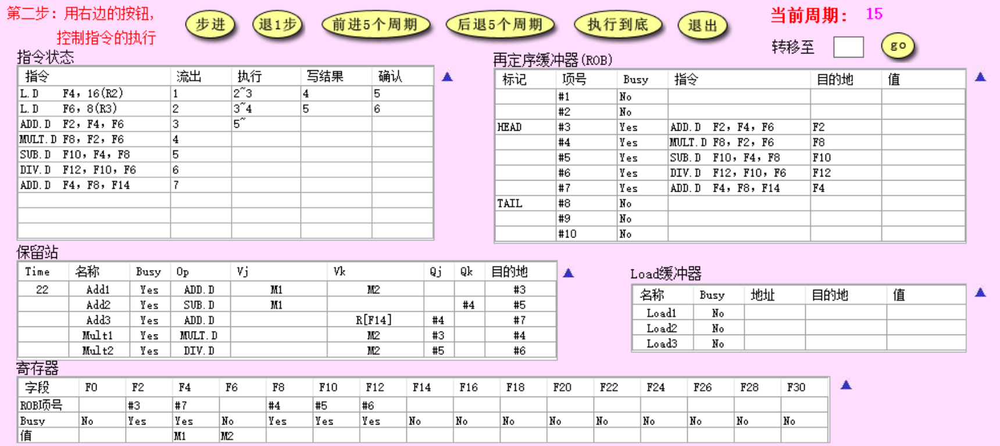 第二步：用右边的按钮，
控制指令的执行
步进 退1步 前进5个周期 后退5个周期 执行到底 退出
当前周期： 15
转移至 go
指令状态
指令 流出 执行 写结果 确认
L.D F4，16(R2) 1 2~3 4 5
L.D F6，8(R3) 2 3~4 5 6
ADD.D F2，F4，F6 3 5~
MULT.D F8，F2，F6 4
SUB.D F10，F4，F8 5
DIV.D F12，F10，F6 6
ADD.D F4，F8，F14 7
再定序缓冲器(ROB)
标记 项号 Busy 指令 目的地 值
#1 No
#2 No
HEAD #3 Yes ADD.D F2，F4，F6 F2
#4 Yes MULT.D F8，F2，F6 F8
#5 Yes SUB.D F10，F4，F8 F10
#6 Yes DIV.D F12，F10，F6 F12
#7 Yes ADD.D F4，F8，F14 F4
TAIL #8 No
#9 No
#10 No
保留站
Time 名称 Busy Op Vj Vk Qj Qk 目的地
22 Add1 Yes ADD.D M1 M2 #3
Add2 Yes SUB.D M1 #4 #5
Add3 Yes ADD.D R[F14] #4 #7
Mult1 Yes MULT.D M2 #3 #4
Mult2 Yes DIV.D M2 #5 #6
Load缓冲器
名称 Busy 地址 目的地 值
Load1 No
Load2 No
Load3 No
寄存器
字段 F0 F2 F4 F6 F8 F10 F12 F14 F16 F18 F20 F22 F24 F26 F28 F30
ROB项号 #3 #7 #4 #5 #6
Busy No Yes Yes No Yes Yes Yes No No No No No No No No No
值 M1 M2